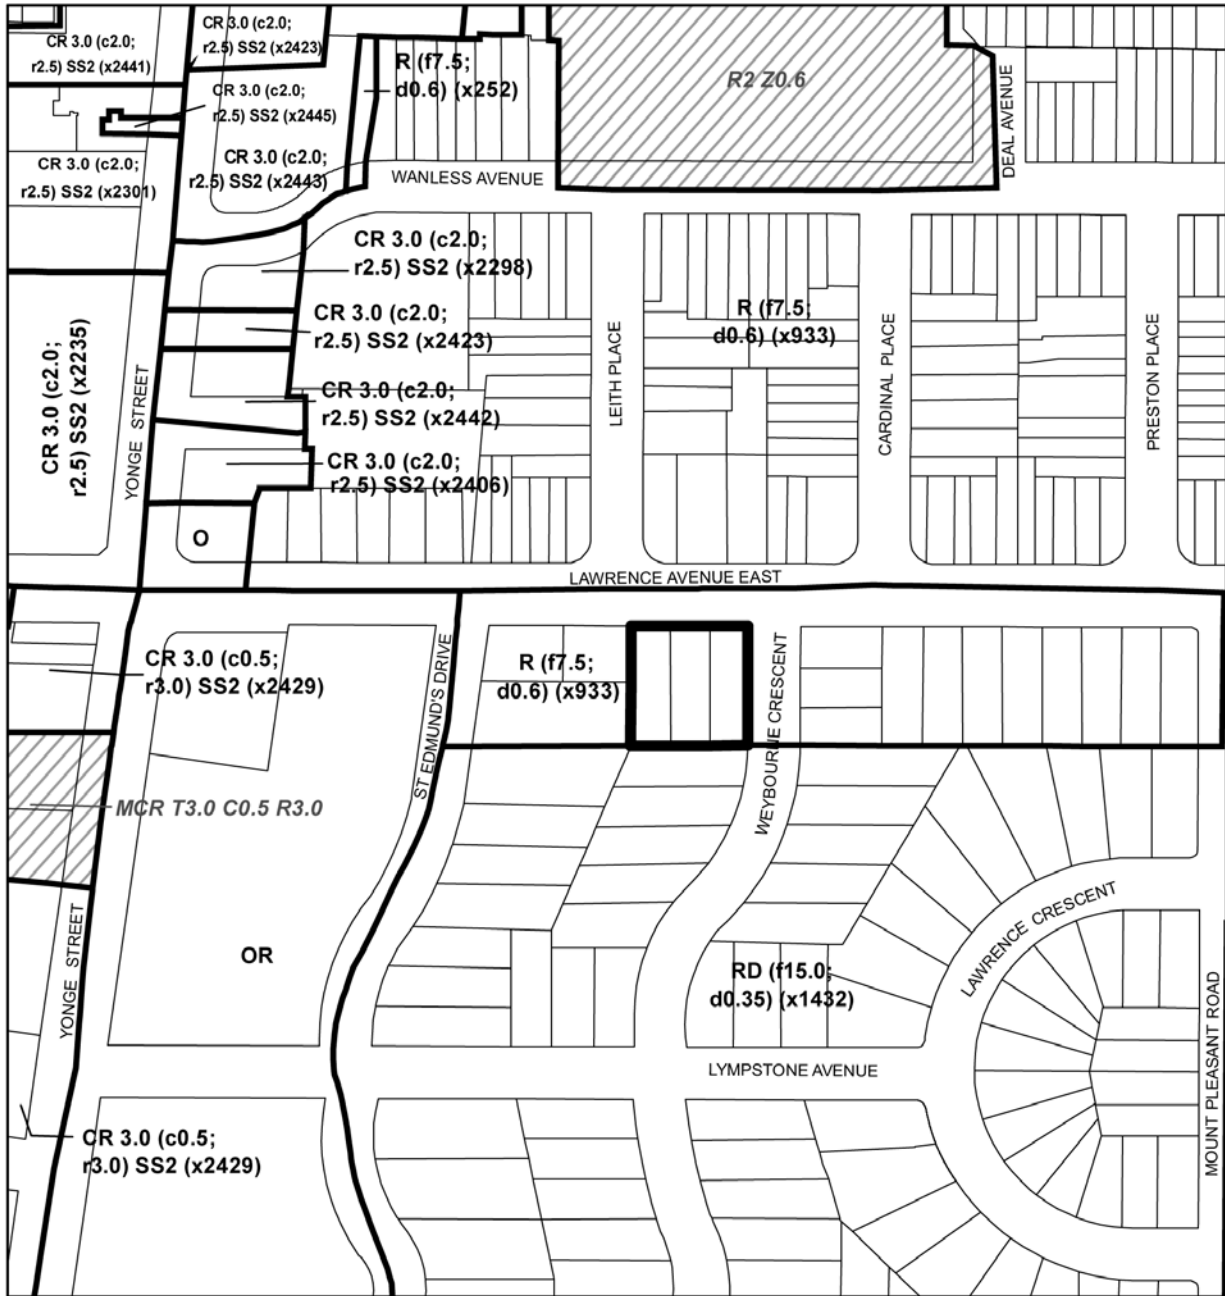 CR 3.0 (c2.0;
r2.5) SS2 (x2441)
CR 3.0 (c2.0;
r2.5) SS2 (x2423)
R (f7.5;
d0.6) (x252)
R2 Z0.6
DEAL AVENUE
CR 3.0 (c2.0;
r2.5) SS2 (x2445)
CR 3.0 (c2.0;
r2.5) SS2 (x2301)
CR 3.0 (c2.0;
r2.5) SS2 (x2443)
WANLESS AVENUE
CR 3.0 (c2.0;
r2.5) SS2 (x2298)
CR 3.0 (c2.0;
r2.5) SS2 (x2423)
CR 3.0 (c2.0;
r2.5) SS2 (x2235)
YONGE STREET
CR 3.0 (c2.0;
r2.5) SS2 (x2442)
CR 3.0 (c2.0;
r2.5) SS2 (x2406)
LEITH PLACE
R (f7.5;
d0.6) (x933)
CARDINAL PLACE
PRESTON PLACE
O
LAWRENCE AVENUE EAST
CR 3.0 (c0.5;
r3.0) SS2 (x2429)
ST EDMUND'S DRIVE
R (f7.5;
d0.6) (x933)
WEYBOURNE CRESCENT
MCR T3.0 C0.5 R3.0
YONGE STREET
OR
RD (f15.0;
d0.35) (x1432)
LAWRENCE CRESCENT
LYMPSTONE AVENUE
MOUNT PLEASANT ROAD
CR 3.0 (c0.5;
r3.0) SS2 (x2429)